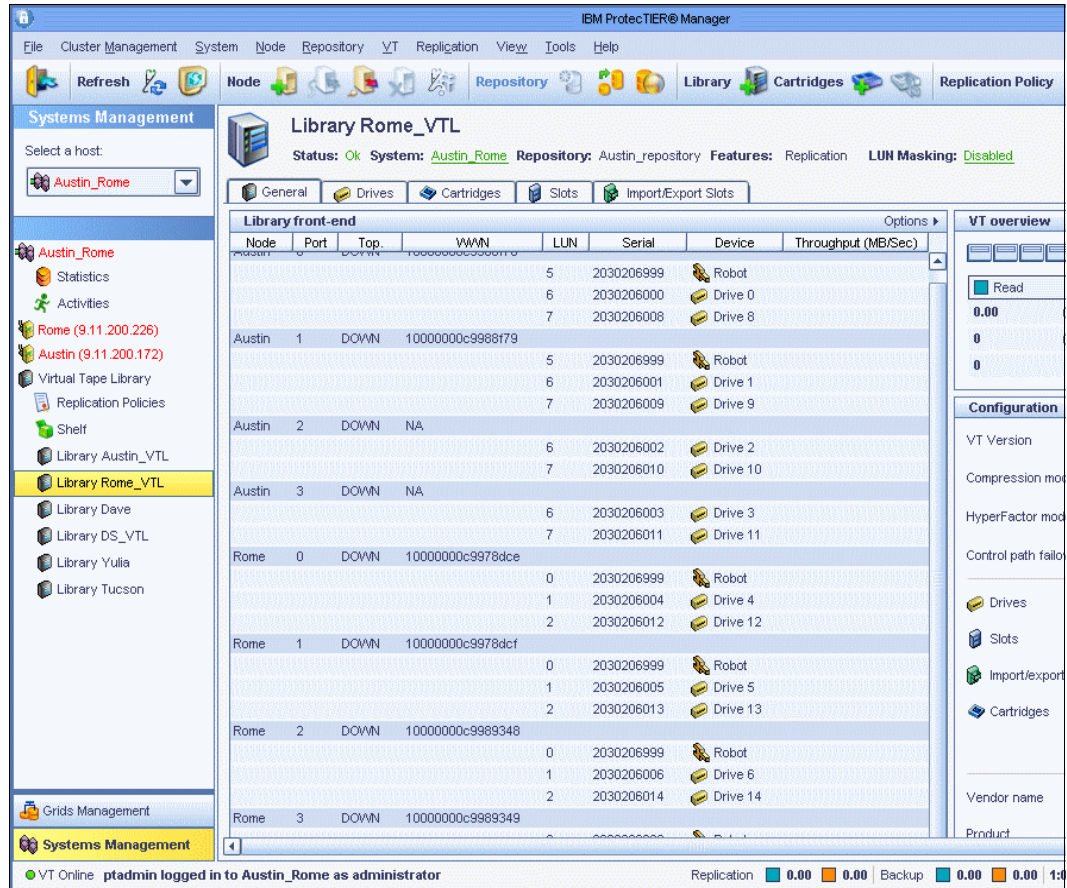 IBM ProtecTIER® Manager
File Cluster Management System Node Repository VT Replication View Tools Help
Refresh Node Repository Library Cartridges Replication Policy
Systems Management
Select a host:
Austin_Rome
Austin_Rome
Statistics
Activities
Rome (9.11.200.226)
Austin (9.11.200.172)
Virtual Tape Library
Replication Policies
Shelf
Library Austin_VTL
Library Rome_VTL
Library Dave
Library DS_VTL
Library Yulia
Library Tucson
Grids Management
Systems Management
Library Rome_VTL
Status: Ok System: Austin_Rome Repository: Austin_repository Features: Replication LUN Masking: Disabled
General Drives Cartridges Slots Import/Export Slots
Library front-end Options
Node Port Top. WWN LUN Serial Device Throughput (MB/Sec)
5 2030206999 Robot
6 2030206000 Drive 0
7 2030206008 Drive 8
Austin 1 DOWN 10000000c9988f79
5 2030206999 Robot
6 2030206001 Drive 1
7 2030206009 Drive 9
Austin 2 DOWN NA
6 2030206002 Drive 2
7 2030206010 Drive 10
Austin 3 DOWN NA
6 2030206003 Drive 3
7 2030206011 Drive 11
Rome 0 DOWN 10000000c9978dce
0 2030206999 Robot
1 2030206004 Drive 4
2 2030206012 Drive 12
Rome 1 DOWN 10000000c9978dcf
0 2030206999 Robot
1 2030206005 Drive 5
2 2030206013 Drive 13
Rome 2 DOWN 10000000c9989348
0 2030206999 Robot
1 2030206006 Drive 6
2 2030206014 Drive 14
Rome 3 DOWN 10000000c9989349
VT overview
Read
0.00
0
0
Configuration
VT Version
Compression mod
HyperFactor mod
Control path failo
Drives
Slots
Import/export
Cartridges
Vendor name
Product
VT Online ptadmin logged in to Austin_Rome as administrator
Replication 0.00 0.00 Backup 0.00 0.00